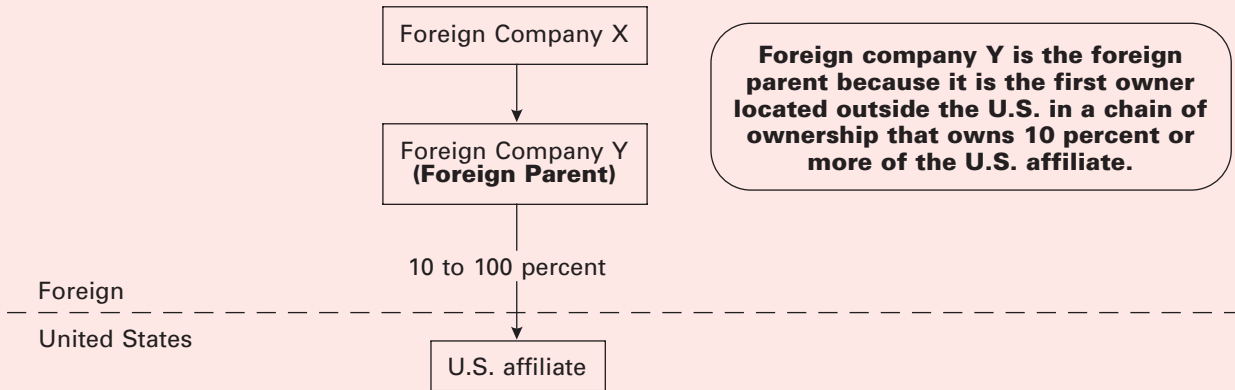 Foreign Company X
Foreign Company Y
(Foreign Parent)
Foreign company Y is the foreign
parent because it is the first owner
located outside the U.S. in a chain of
ownership that owns 10 percent or
more of the U.S. affiliate.
10 to 100 percent
Foreign
United States
U.S. affiliate